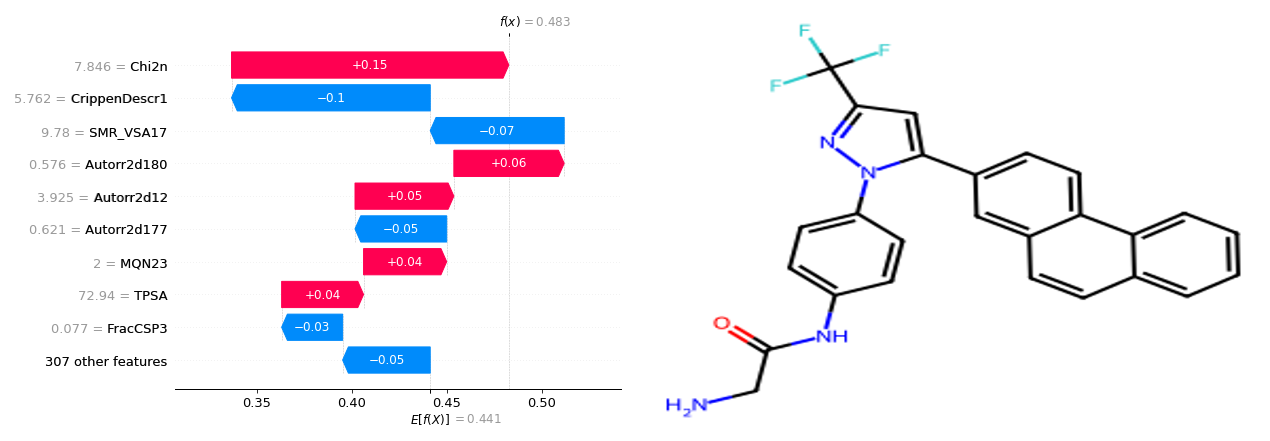 f(x) = 0.483
7.846 = Chi2n
+0.15
5.762 = CrippenDescr1
−0.1
9.78 = SMR_VSA17
−0.07
0.576 = Autorr2d180
+0.06
3.925 = Autorr2d12
+0.05
0.621 = Autorr2d177
−0.05
2 = MQN23
+0.04
72.94 = TPSA
+0.04
0.077 = FracCSP3
−0.03
307 other features
−0.05
0.35 0.40 0.45 0.50
E[f(X)] = 0.441
F
F
F
N
N
O
NH
H₂N